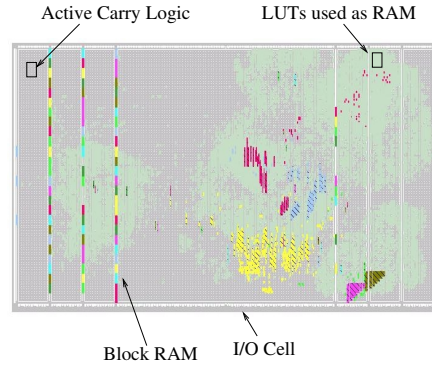 Active Carry Logic
LUTs used as RAM
Block RAM
I/O Cell